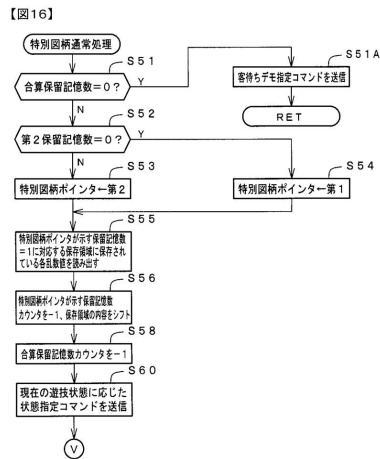 【図16】
特別図柄通常処理
S51
合算保留記憶数=0?
Y
S51A
客待ちデモ指定コマンドを送信
RET
N
S52
第2保留記憶数=0?
Y
N
S53
特別図柄ポインタ←第2
S54
特別図柄ポインタ←第1
S55
特別図柄ポインタが示す保留記憶数
=1に対応する保存領域に保存され
ている各乱数値を読み出す
S56
特別図柄ポインタが示す保留記憶数
カウンタを-1、保存領域の内容をシフト
S58
合算保留記憶数カウンタを-1
S60
現在の遊技状態に応じた
状態指定コマンドを送信
V